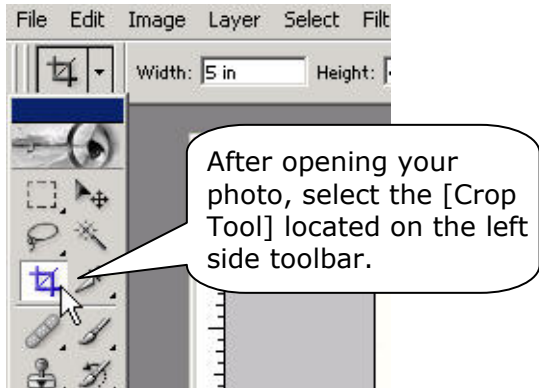 File Edit Image Layer Select Filt
Width: 5 in Height:
After opening your
photo, select the [Crop
Tool] located on the left
side toolbar.